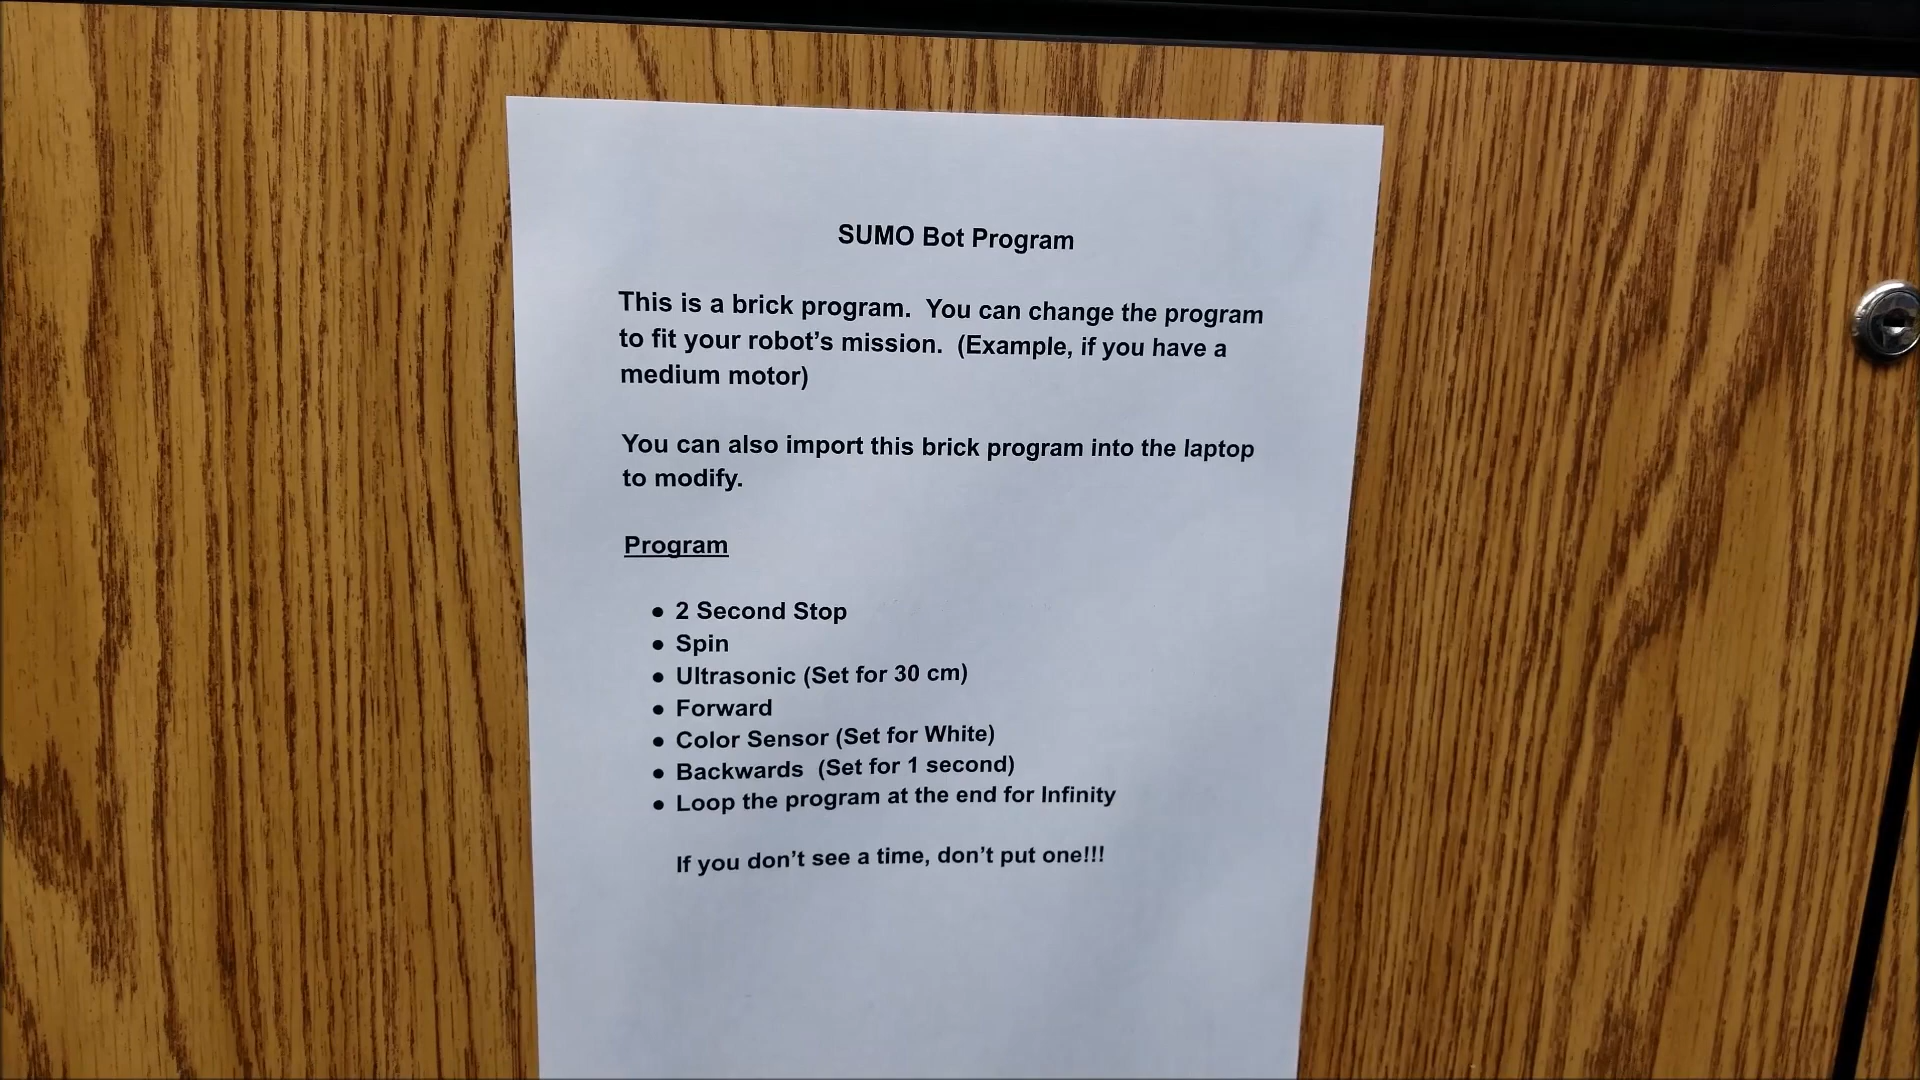 SUMO Bot Program
This is a brick program.  You can change the program
to fit your robot's mission.  (Example, if you have a
medium motor)
You can also import this brick program into the laptop
to modify.
Program
● 2 Second Stop
● Spin
● Ultrasonic (Set for 30 cm)
● Forward
● Color Sensor (Set for White)
● Backwards  (Set for 1 second)
● Loop the program at the end for Infinity
If you don't see a time, don't put one!!!